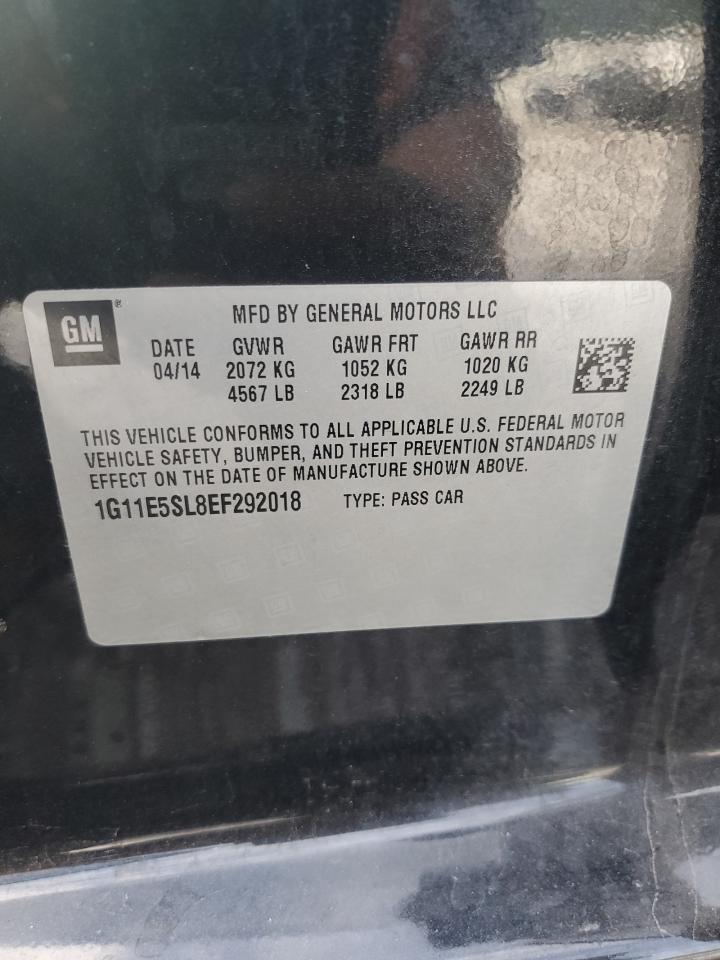 GM®
MFD BY GENERAL MOTORS LLC
DATE GVWR GAWR FRT GAWR RR
04/14 2072 KG 1052 KG 1020 KG
4567 LB 2318 LB 2249 LB
THIS VEHICLE CONFORMS TO ALL APPLICABLE U.S. FEDERAL MOTOR
VEHICLE SAFETY, BUMPER, AND THEFT PREVENTION STANDARDS IN
EFFECT ON THE DATE OF MANUFACTURE SHOWN ABOVE.
1G11E5SL8EF292018 TYPE: PASS CAR